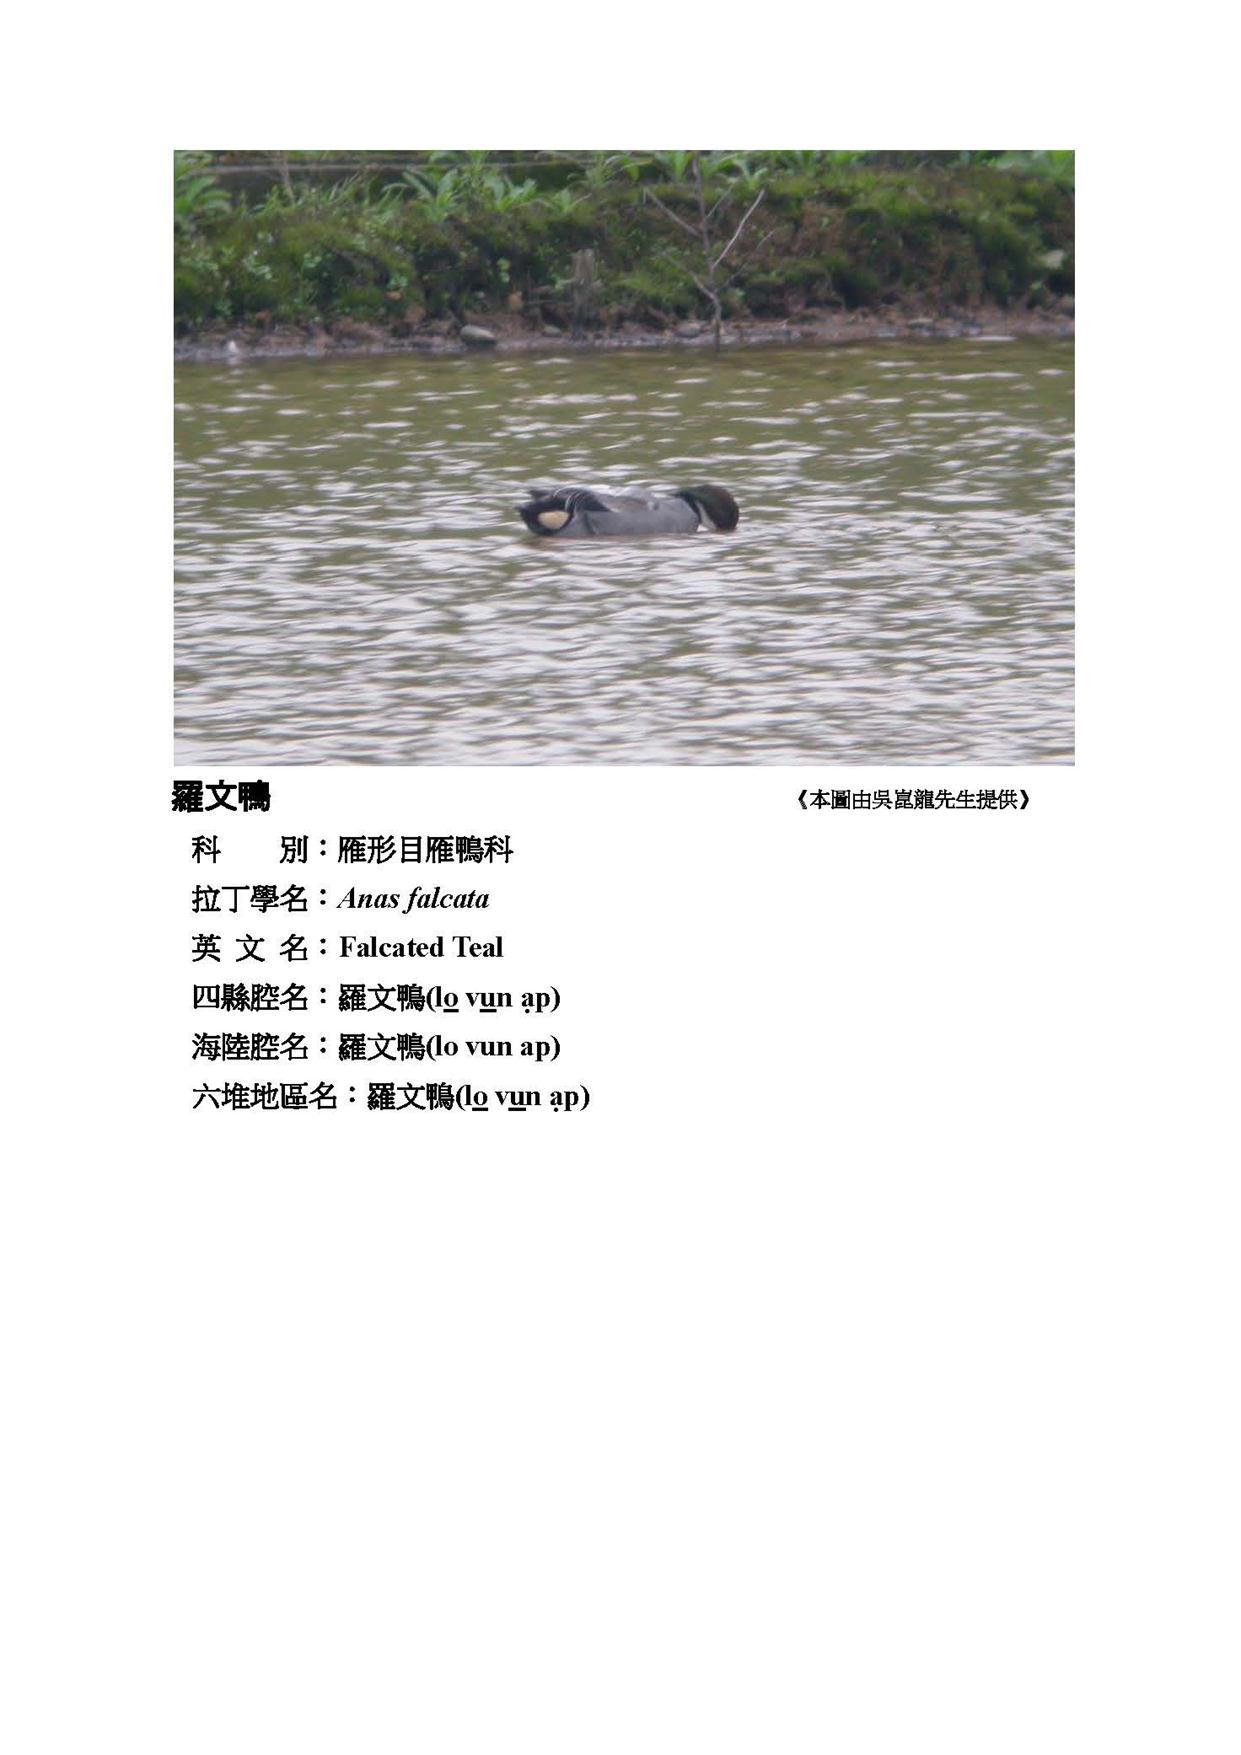 羅文鴨 《本圖由吳崑龍先生提供》
科 別：雁形目雁鴨科
拉丁學名：Anas falcata
英 文 名：Falcated Teal
四縣腔名：羅文鴨(lo̲ vu̲n ạp)
海陸腔名：羅文鴨(lo vun ap)
六堆地區名：羅文鴨(lo̲ vu̲n ạp)